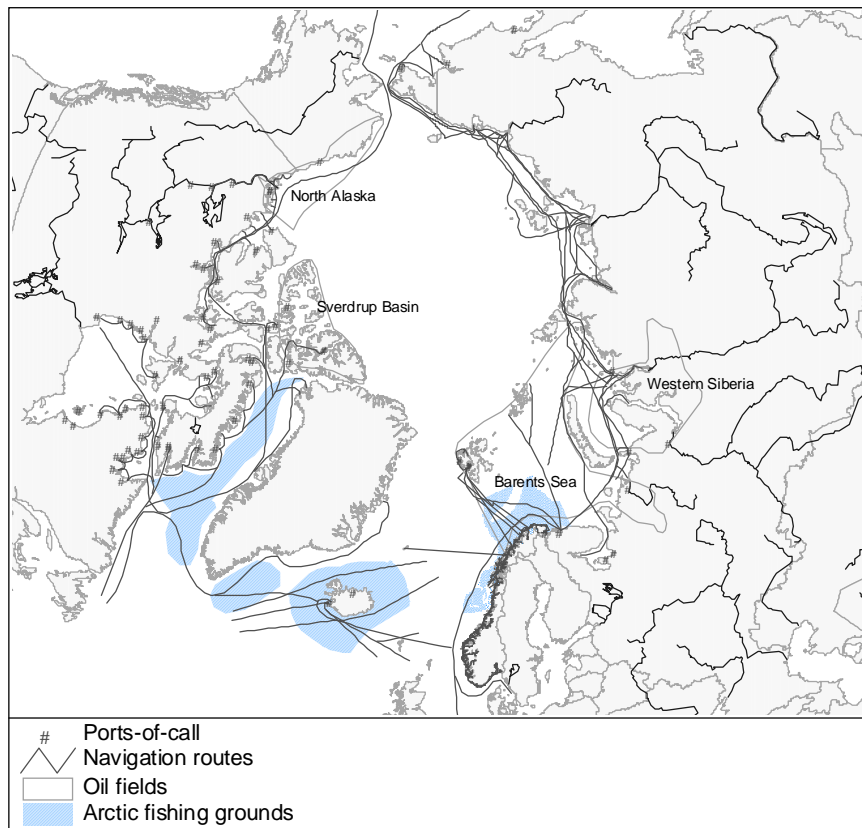 North Alaska
Sverdrup Basin
Western Siberia
Barents Sea
# Ports-of-call
Navigation routes
Oil fields
Arctic fishing grounds